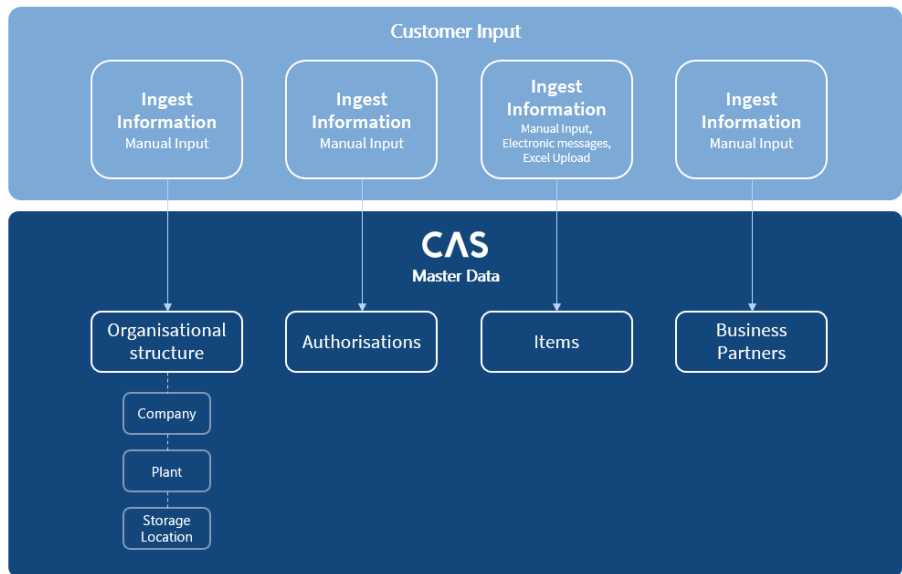 Customer Input
Ingest
Information
Manual Input
Ingest
Information
Manual Input
Ingest
Information
Manual Input,
Electronic messages,
Excel Upload
Ingest
Information
Manual Input
CAS
Master Data
Organisational
structure
Authorisations
Items
Business
Partners
Company
Plant
Storage
Location